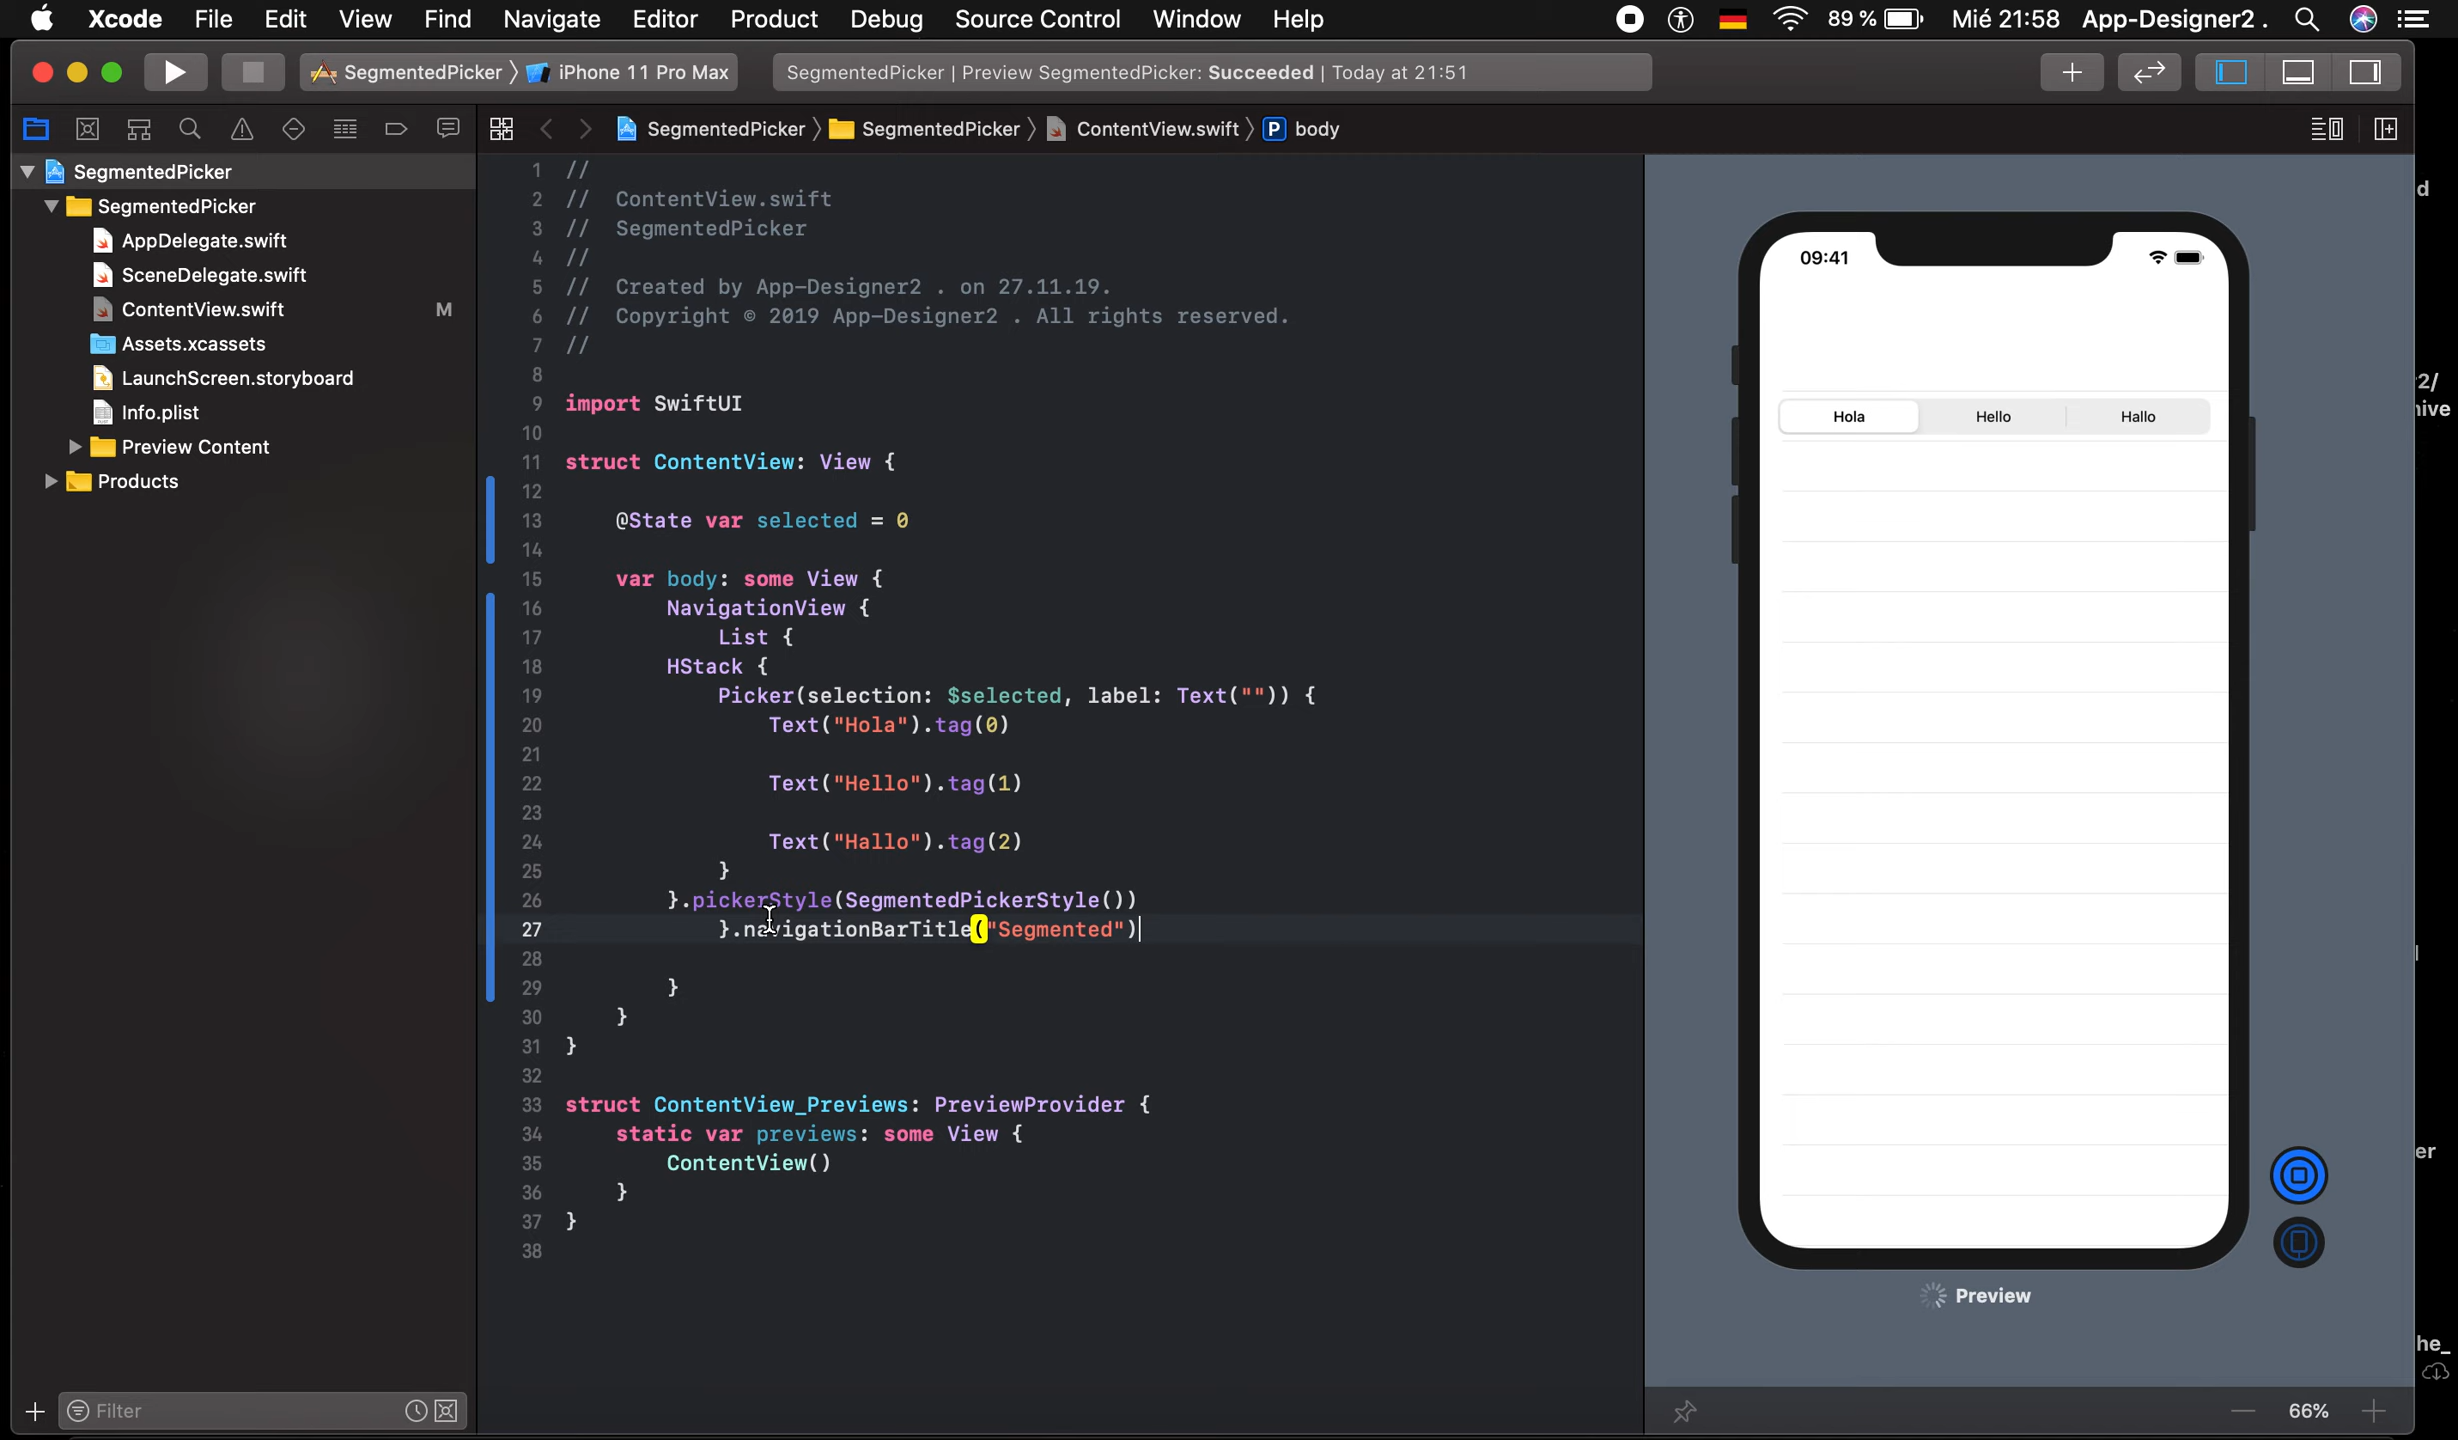 Xcode File Edit View Find Navigate Editor Product Debug Source Control Window Help 89 % Mié 21:58 App-Designer2 .
SegmentedPicker iPhone 11 Pro Max SegmentedPicker | Preview SegmentedPicker: Succeeded | Today at 21:51
SegmentedPicker SegmentedPicker ContentView.swift P body
SegmentedPicker
SegmentedPicker
AppDelegate.swift
SceneDelegate.swift
ContentView.swift M
Assets.xcassets
LaunchScreen.storyboard
Info.plist
Preview Content
Products
Filter
1 //
2 // ContentView.swift
3 // SegmentedPicker
4 //
5 // Created by App-Designer2 . on 27.11.19.
6 // Copyright © 2019 App-Designer2 . All rights reserved.
7 //
8
9 import SwiftUI
10
11 struct ContentView: View {
12
13 @State var selected = 0
14
15 var body: some View {
16 NavigationView {
17 List {
18 HStack {
19 Picker(selection: $selected, label: Text("")) {
20 Text("Hola").tag(0)
21
22 Text("Hello").tag(1)
23
24 Text("Hallo").tag(2)
25 }
26 }.pickerStyle(SegmentedPickerStyle())
27 }.navigationBarTitle("Segmented")
28
29 }
30 }
31 }
32
33 struct ContentView_Previews: PreviewProvider {
34 static var previews: some View {
35 ContentView()
36 }
37 }
38
09:41
Hola Hello Hallo
Preview
66%
d
2/
ive
er
he_